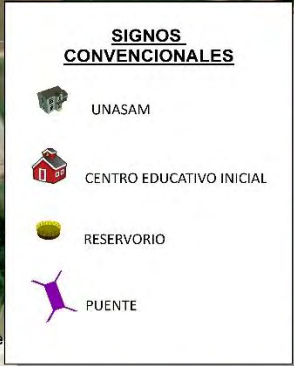 SIGNOS
CONVENCIONALES
UNASAM
CENTRO EDUCATIVO INICIAL
RESERVORIO
PUENTE
e